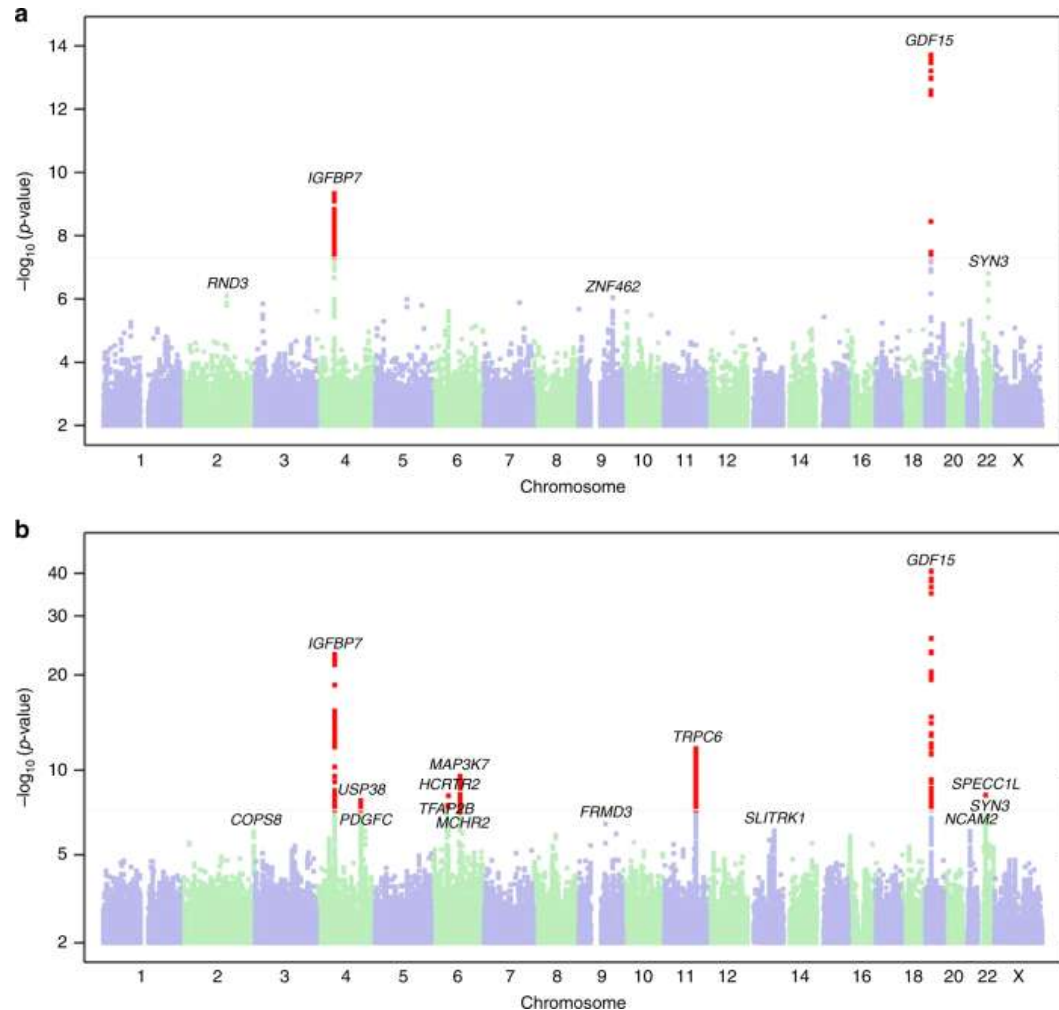 a
14
12
10
8
6
4
2
−log10 (p-value)
GDF15
IGFBP7
SYN3
RND3
ZNF462
1 2 3 4 5 6 7 8 9 10 11 12 14 16 18 20 22 X
Chromosome
b
40
30
20
10
5
2
−log10 (p-value)
GDF15
IGFBP7
TRPC6
MAP3K7
HCRTR2
USP38
SPECC1L
TFAP2B
SYN3
FRMD3
COPS8
PDGFC
MCHR2
SLITRK1
NCAM2
1 2 3 4 5 6 7 8 9 10 11 12 14 16 18 20 22 X
Chromosome